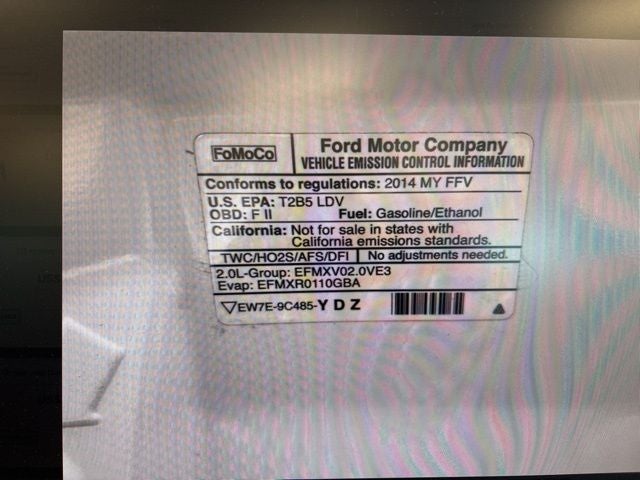 FoMoCo
Ford Motor Company
VEHICLE EMISSION CONTROL INFORMATION
Conforms to regulations: 2014 MY FFV
U.S. EPA: T2B5 LDV
OBD: F II Fuel: Gasoline/Ethanol
California: Not for sale in states with
California emissions standards.
TWC/HO2S/AFS/DFI No adjustments needed.
2.0L-Group: EFMXV02.0VE3
Evap: EFMXR0110GBA
EW7E-9C485-Y D Z